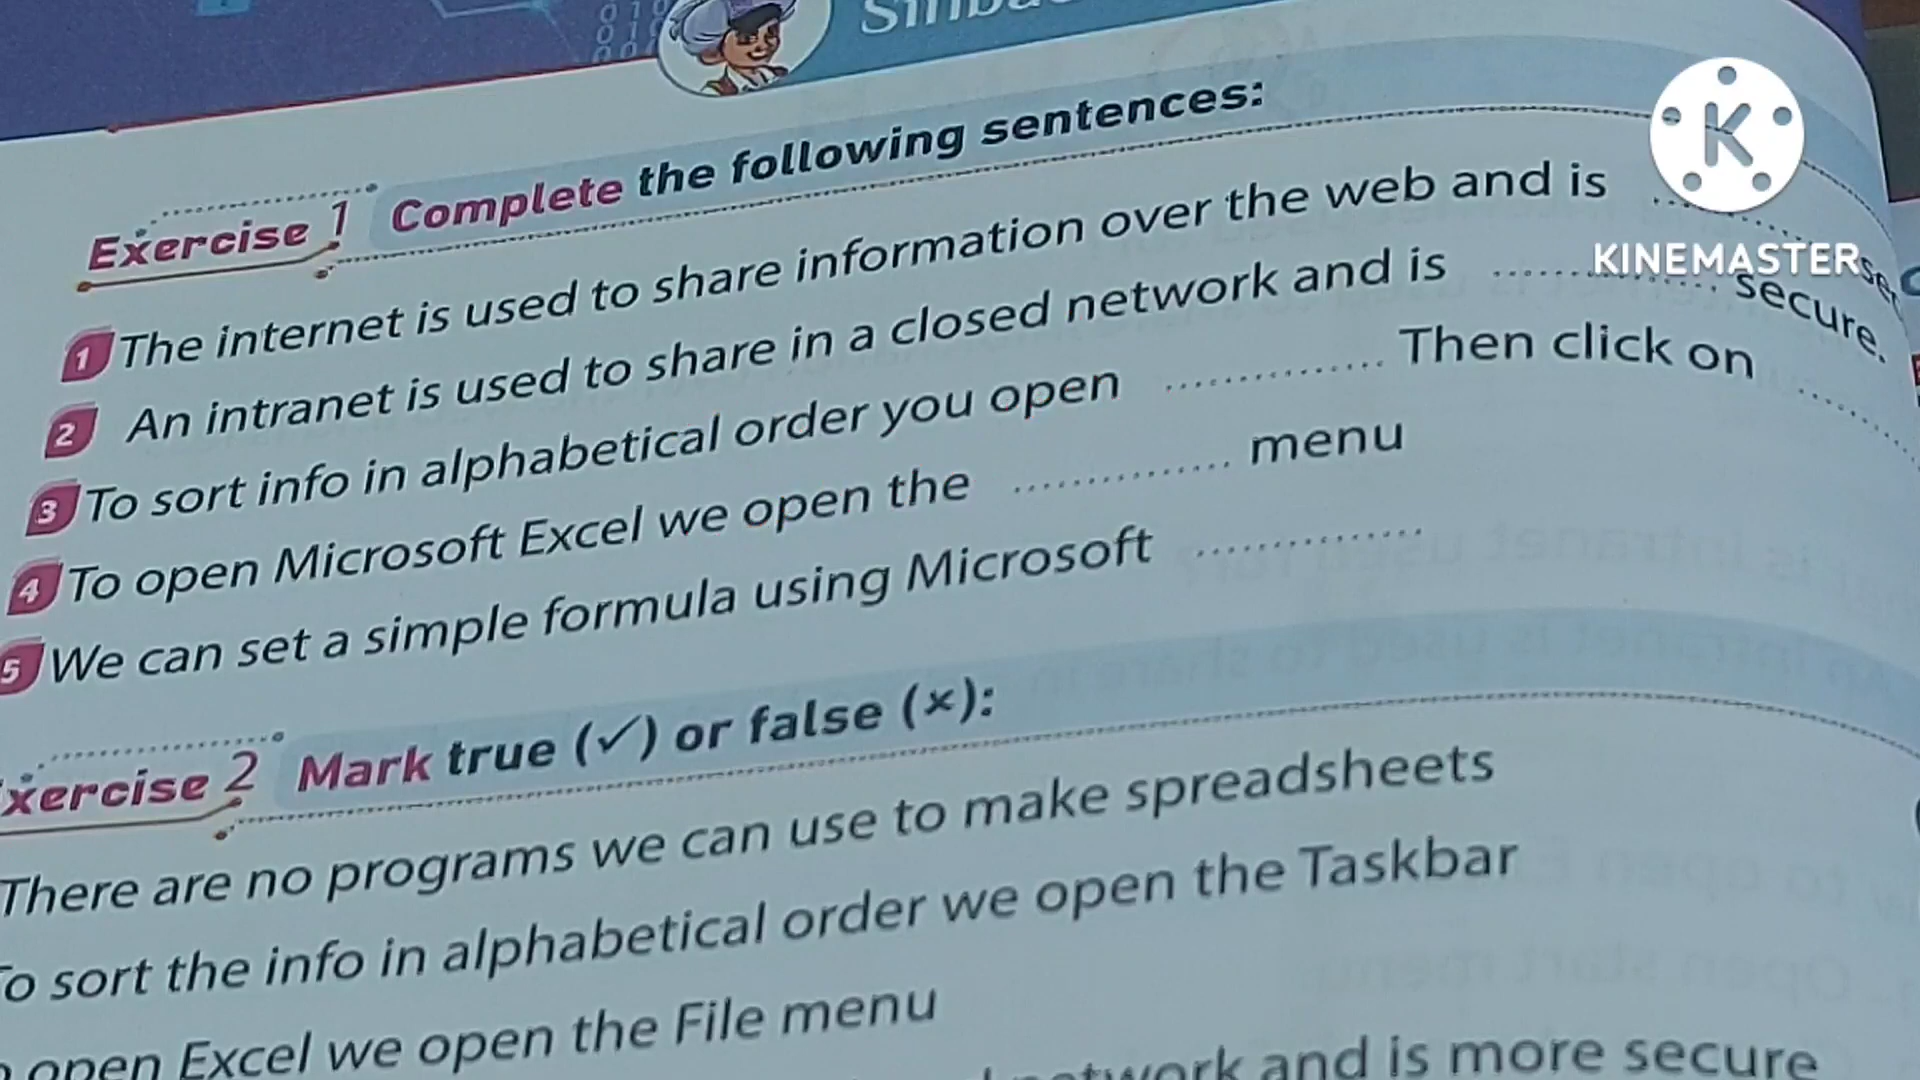 Exercise 1 Complete the following sentences:
1 The internet is used to share information over the web and is ............
2 An intranet is used to share in a closed network and is ............ secure.
3 To sort info in alphabetical order you open ............ Then click on ............
4 To open Microsoft Excel we open the ............ menu
5 We can set a simple formula using Microsoft ............
Exercise 2 Mark true (✓) or false (×):
There are no programs we can use to make spreadsheets
To sort the info in alphabetical order we open the Taskbar
open Excel we open the File menu
network and is more secure
KINEMASTER